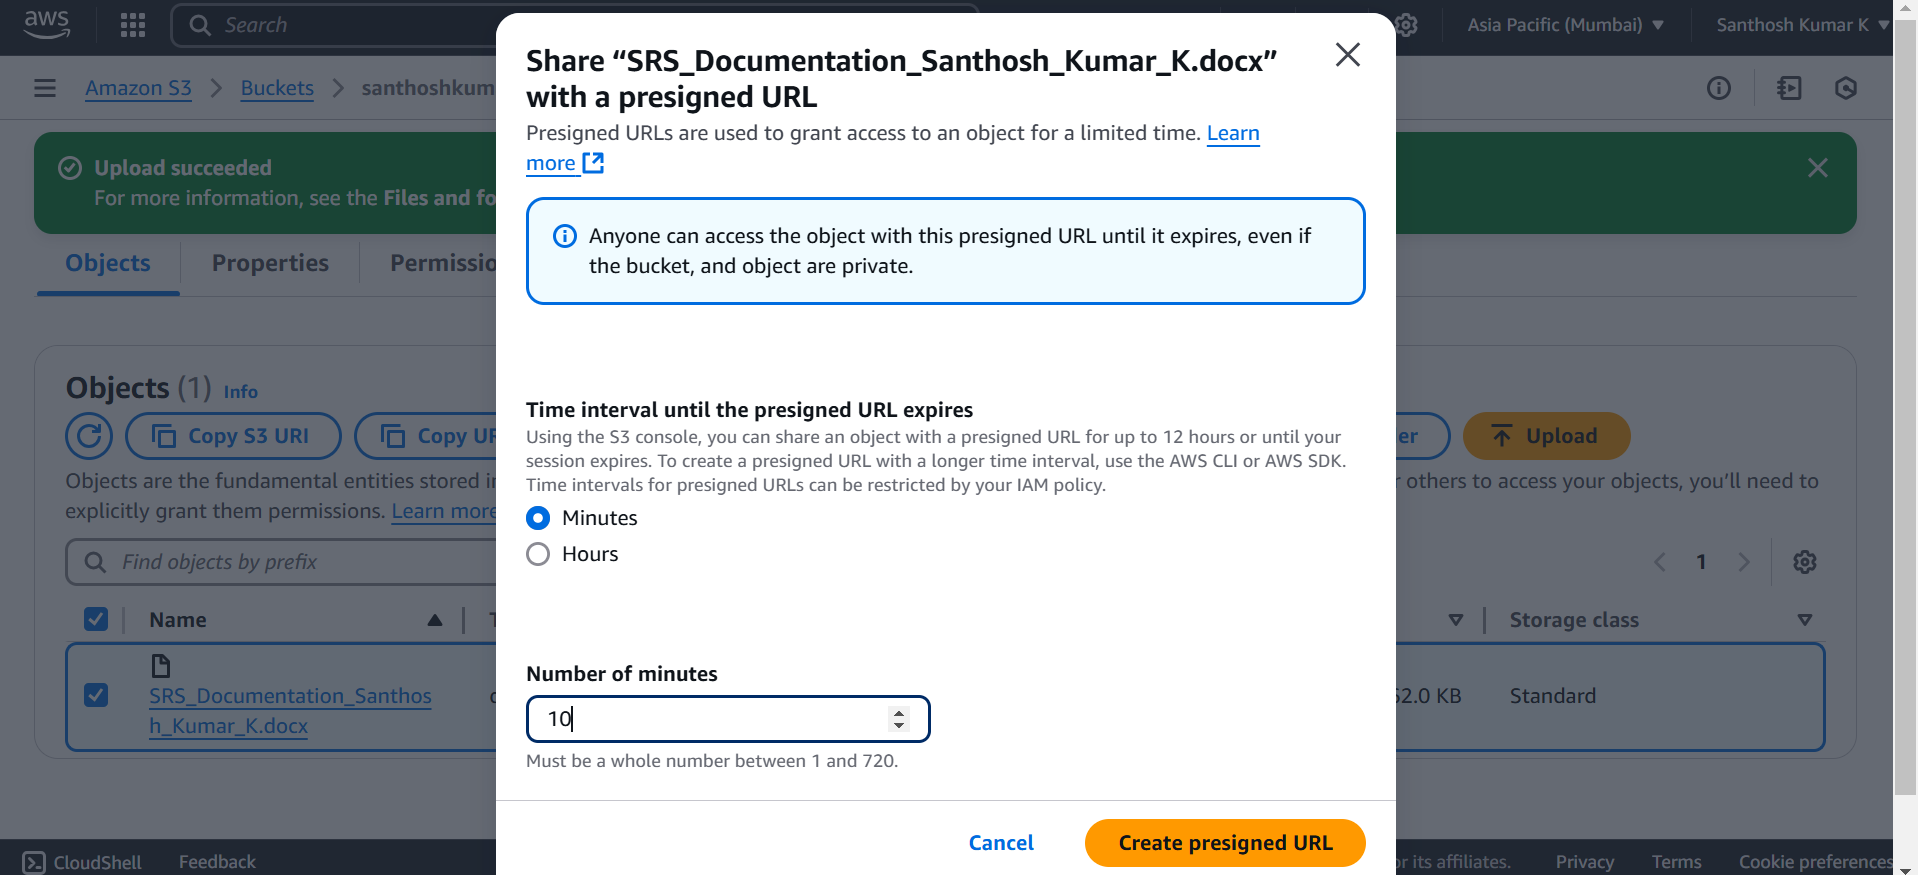 aws
Search
Asia Pacific (Mumbai)
Santhosh Kumar K
Amazon S3
Buckets
Upload succeeded
For more information, see the Files and
Objects
Properties
Objects (1) Info
Copy S3 URI
Copy
Upload
Objects are the fundamental entities stored
others to access your objects, you'll need to
explicitly grant them permissions. Learn more
Find objects by prefix
1
Name
Storage class
SRS_Documentation_Santhos
h_Kumar_K.docx
KB
Standard
Share “SRS_Documentation_Santhosh_Kumar_K.docx”
with a presigned URL
Presigned URLs are used to grant access to an object for a limited time. Learn
more
Anyone can access the object with this presigned URL until it expires, even if
the bucket, and object are private.
Time interval until the presigned URL expires
Using the S3 console, you can share an object with a presigned URL for up to 12 hours or until your
session expires. To create a presigned URL with a longer time interval, use the AWS CLI or AWS SDK.
Time intervals for presigned URLs can be restricted by your IAM policy.
Minutes
Hours
Number of minutes
10
Must be a whole number between 1 and 720.
Cancel
Create presigned URL
CloudShell
Feedback
its affiliates.
Privacy
Terms
Cookie preferences